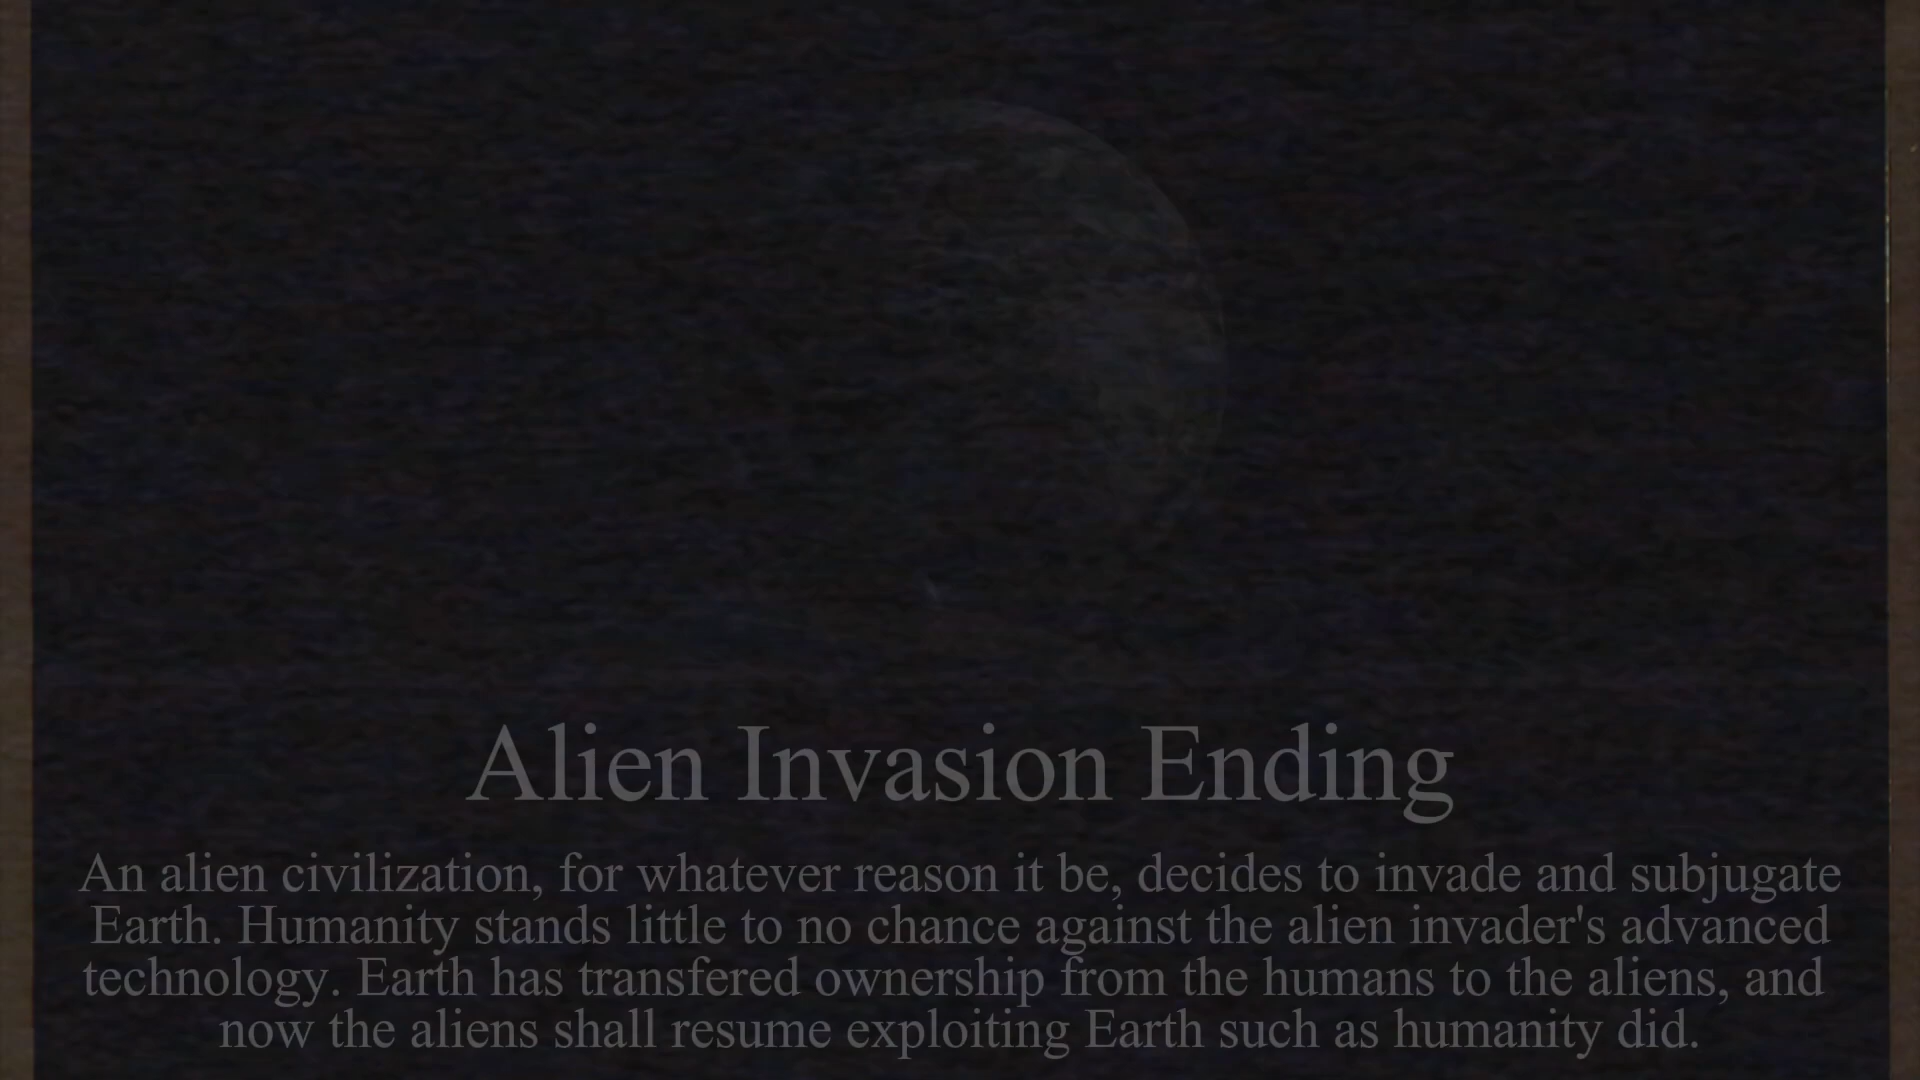 Alien Invasion Ending
An alien civilization, for whatever reason it be, decides to invade and subjugate
Earth. Humanity stands little to no chance against the alien invader's advanced
technology. Earth has transfered ownership from the humans to the aliens, and
now the aliens shall resume exploiting Earth such as humanity did.